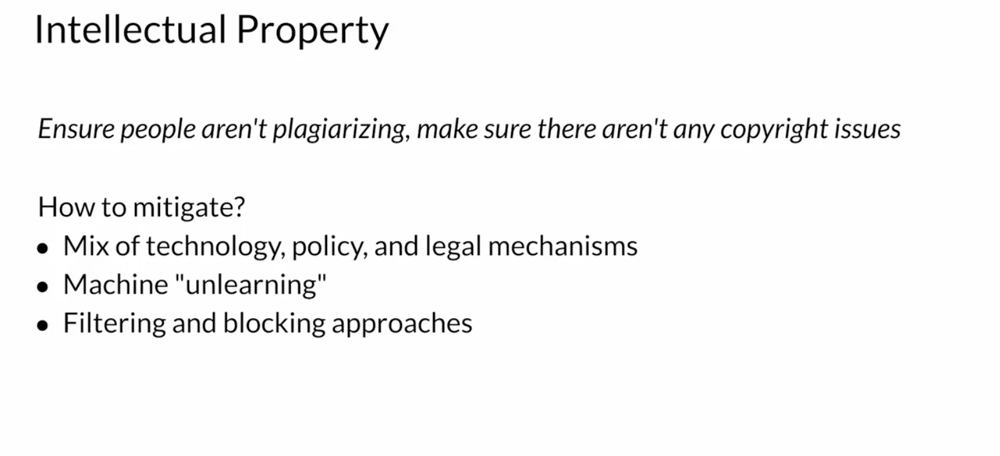 Intellectual Property
Ensure people aren't plagiarizing, make sure there aren't any copyright issues
How to mitigate?
● Mix of technology, policy, and legal mechanisms
● Machine "unlearning"
● Filtering and blocking approaches